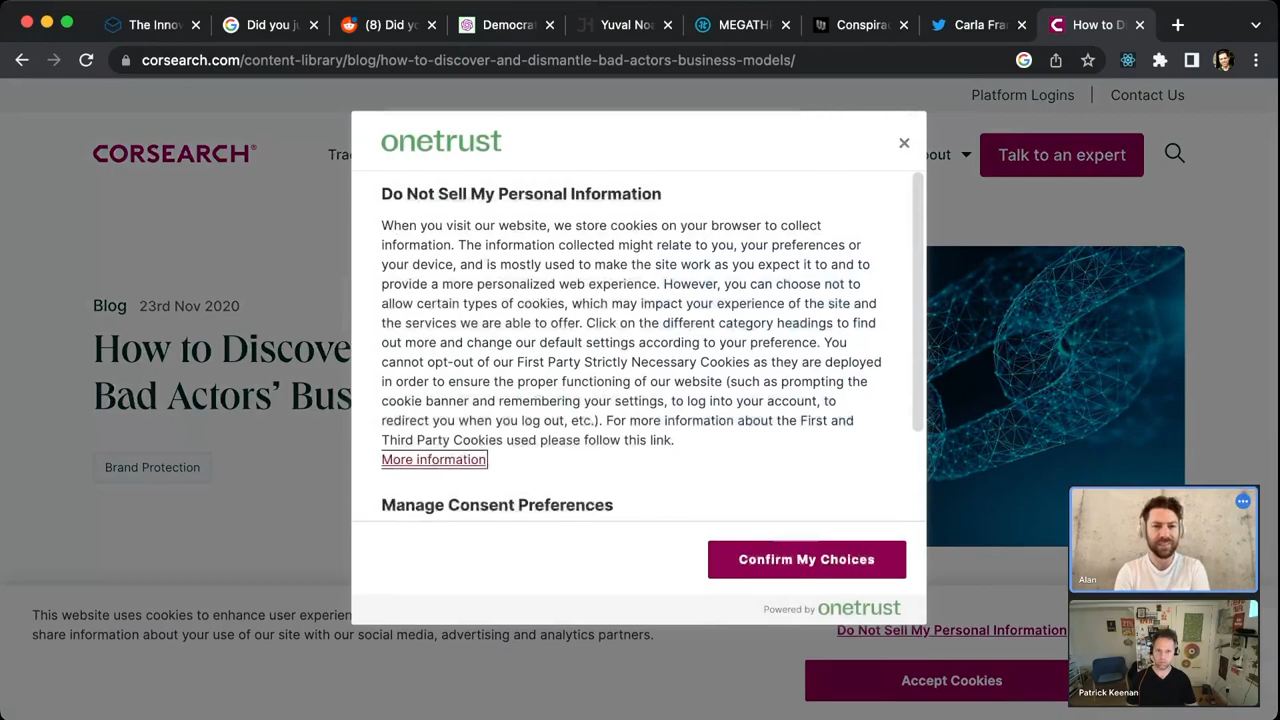 The Innov
Did you ju
(8) Did yo
Democrat
Yuval Noa
MEGATHR
Conspirac
Carla Fran
How to Di
corsearch.com/content-library/blog/how-to-discover-and-dismantle-bad-actors-business-models/
Platform Logins | Contact Us
CORSEARCH®
Tra
out
Talk to an expert
onetrust
Do Not Sell My Personal Information
When you visit our website, we store cookies on your browser to collect
information. The information collected might relate to you, your preferences or
your device, and is mostly used to make the site work as you expect it to and to
provide a more personalized web experience. However, you can choose not to
allow certain types of cookies, which may impact your experience of the site and
the services we are able to offer. Click on the different category headings to find
out more and change our default settings according to your preference. You
cannot opt-out of our First Party Strictly Necessary Cookies as they are deployed
in order to ensure the proper functioning of our website (such as prompting the
cookie banner and remembering your settings, to log into your account, to
redirect you when you log out, etc.). For more information about the First and
Third Party Cookies used please follow this link.
More information
Manage Consent Preferences
Confirm My Choices
Powered by onetrust
Blog 23rd Nov 2020
How to Discove
Bad Actors’ Bus
Brand Protection
This website uses cookies to enhance user experien
share information about your use of our site with our social media, advertising and analytics partners.
Do Not Sell My Personal Information
Accept Cookies
Alan
Patrick Keenan